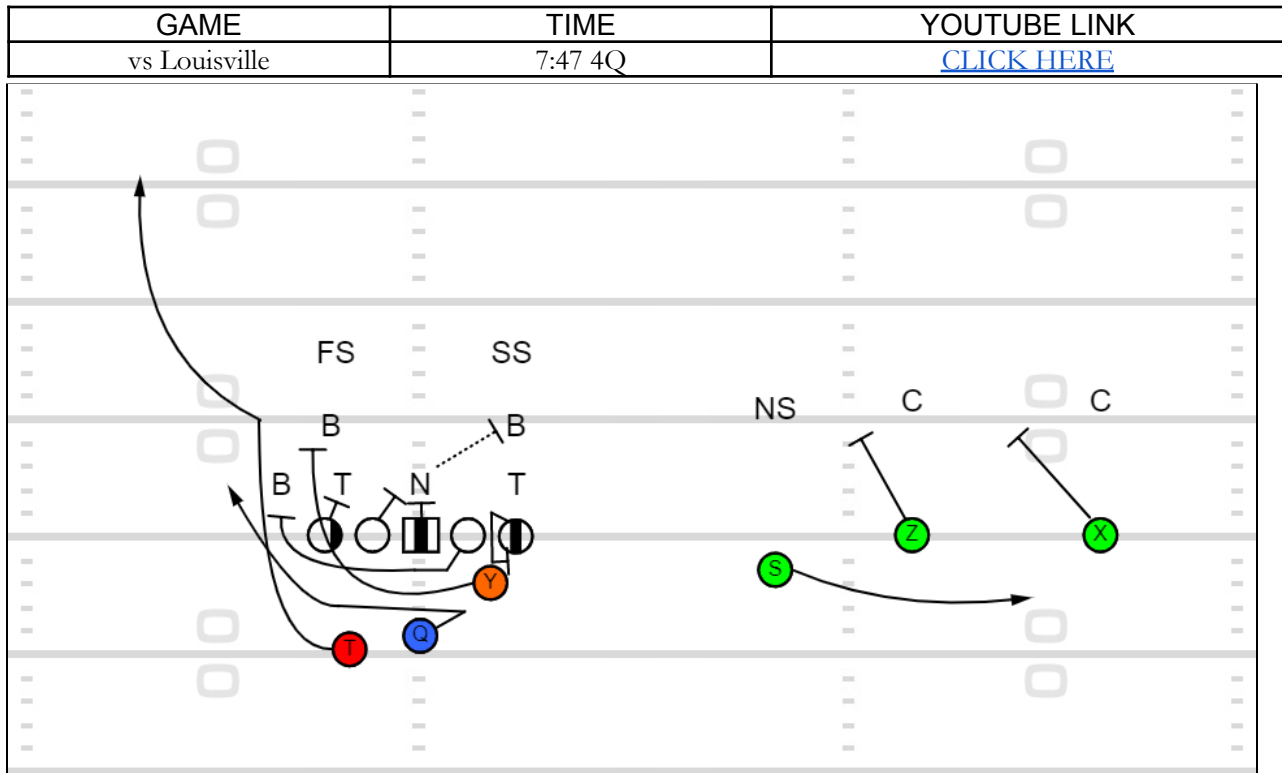 GAME TIME YOUTUBE LINK
vs Louisville 7:47 4Q CLICK HERE
FS SS
NS C C
B B
B T N T
Z X
S
Y
Q
T